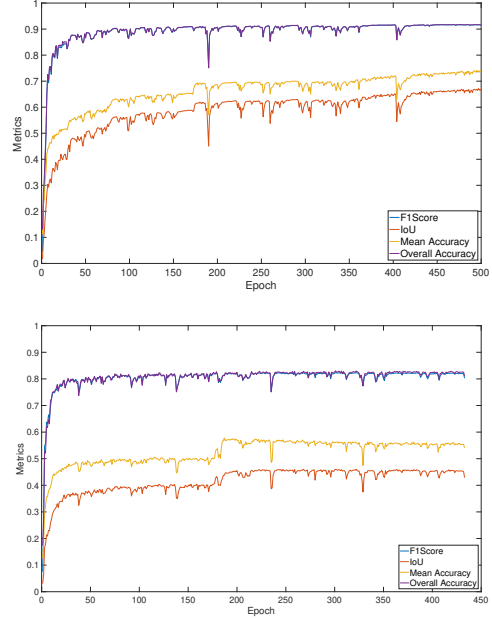 1
0.9
0.8
0.7
0.6
0.5
0.4
0.3
0.2
0.1
0
Metrics
F1Score
IoU
Mean Accuracy
Overall Accuracy
0 50 100 150 200 250 300 350 400 450 500
Epoch
1
0.9
0.8
0.7
0.6
0.5
0.4
0.3
0.2
0.1
0
Metrics
F1Score
IoU
Mean Accuracy
Overall Accuracy
0 50 100 150 200 250 300 350 400 450
Epoch